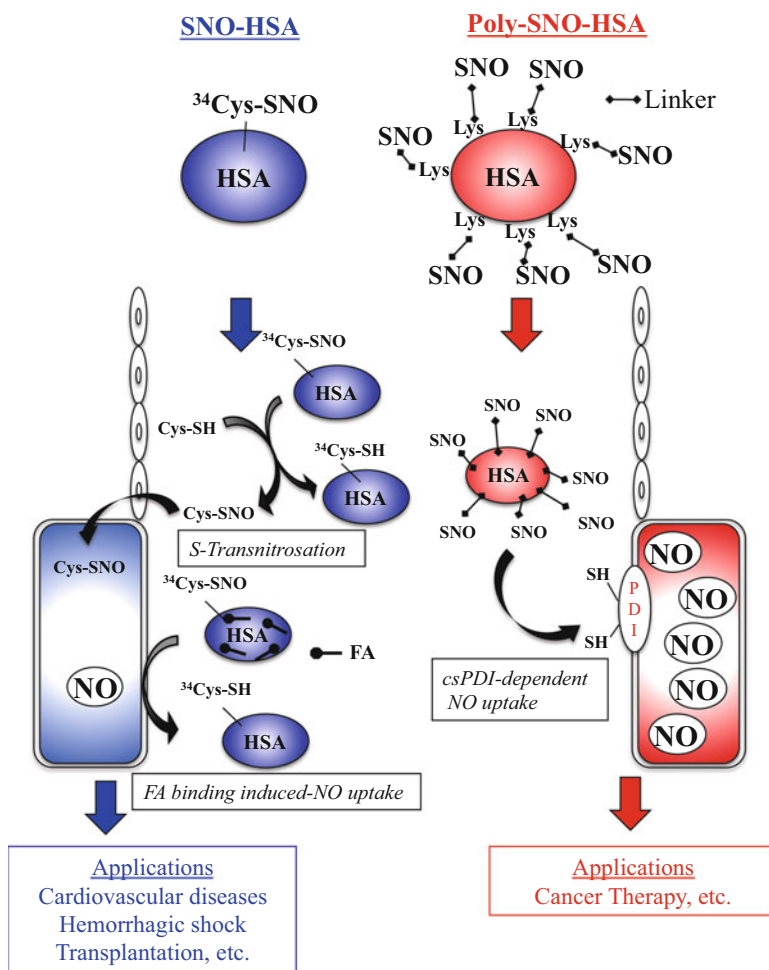 SNO-HSA
³⁴Cys-SNO
HSA
Cys-SH
³⁴Cys-SNO
HSA
³⁴Cys-SH
HSA
Cys-SNO
S-Transnitrosation
Cys-SNO
³⁴Cys-SNO
HSA
FA
NO
³⁴Cys-SH
HSA
FA binding induced-NO uptake
Applications
Cardiovascular diseases
Hemorrhagic shock
Transplantation, etc.
Poly-SNO-HSA
SNO
SNO
Linker
Lys
Lys
SNO
Lys
Lys
SNO
HSA
Lys
Lys
Lys
SNO
SNO
SNO
SNO
SNO
SNO
SNO
HSA
SNO
SNO
SNO
SNO
SH
SH
PDI
NO
NO
NO
NO
NO
csPDI-dependent
NO uptake
Applications
Cancer Therapy, etc.